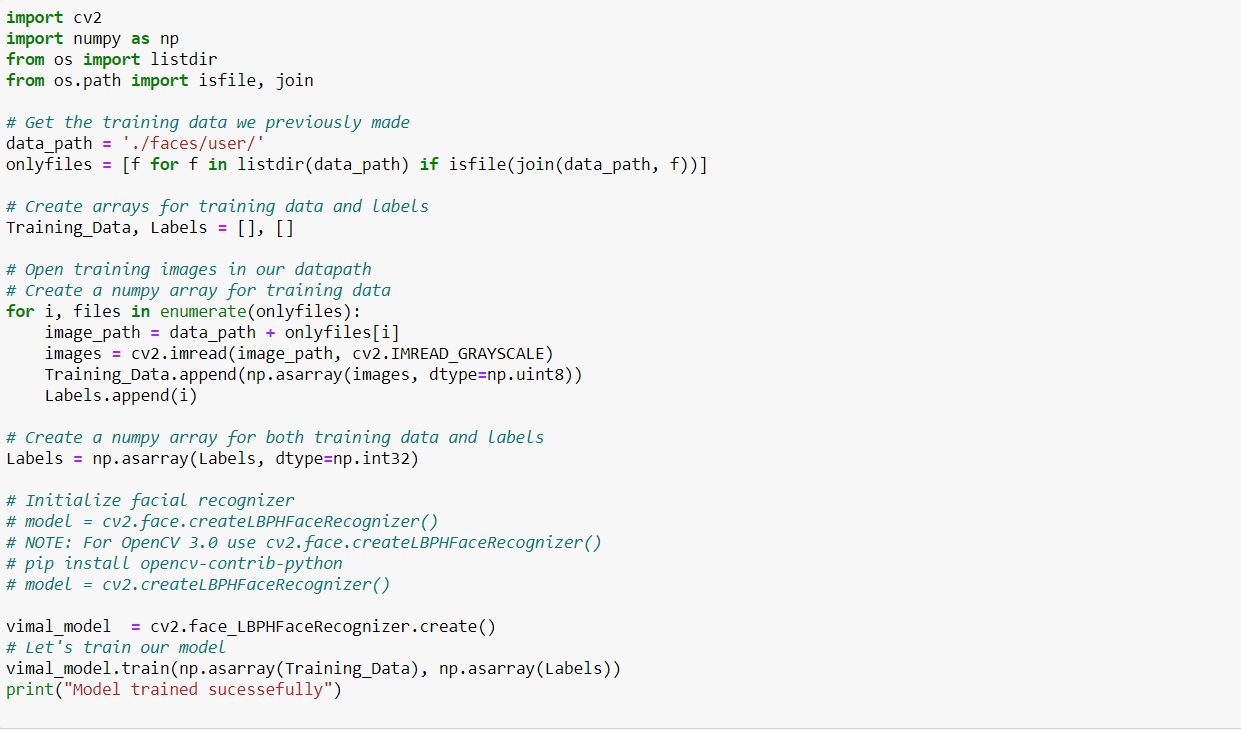 import cv2
import numpy as np
from os import listdir
from os.path import isfile, join

# Get the training data we previously made
data_path = './faces/user/'
onlyfiles = [f for f in listdir(data_path) if isfile(join(data_path, f))]

# Create arrays for training data and labels
Training_Data, Labels = [], []

# Open training images in our datapath
# Create a numpy array for training data
for i, files in enumerate(onlyfiles):
    image_path = data_path + onlyfiles[i]
    images = cv2.imread(image_path, cv2.IMREAD_GRAYSCALE)
    Training_Data.append(np.asarray(images, dtype=np.uint8))
    Labels.append(i)

# Create a numpy array for both training data and labels
Labels = np.asarray(Labels, dtype=np.int32)

# Initialize facial recognizer
# model = cv2.face.createLBPHFaceRecognizer()
# NOTE: For OpenCV 3.0 use cv2.face.createLBPHFaceRecognizer()
# pip install opencv-contrib-python
# model = cv2.createLBPHFaceRecognizer()

vimal_model  = cv2.face_LBPHFaceRecognizer.create()
# Let's train our model
vimal_model.train(np.asarray(Training_Data), np.asarray(Labels))
print("Model trained sucessefully")